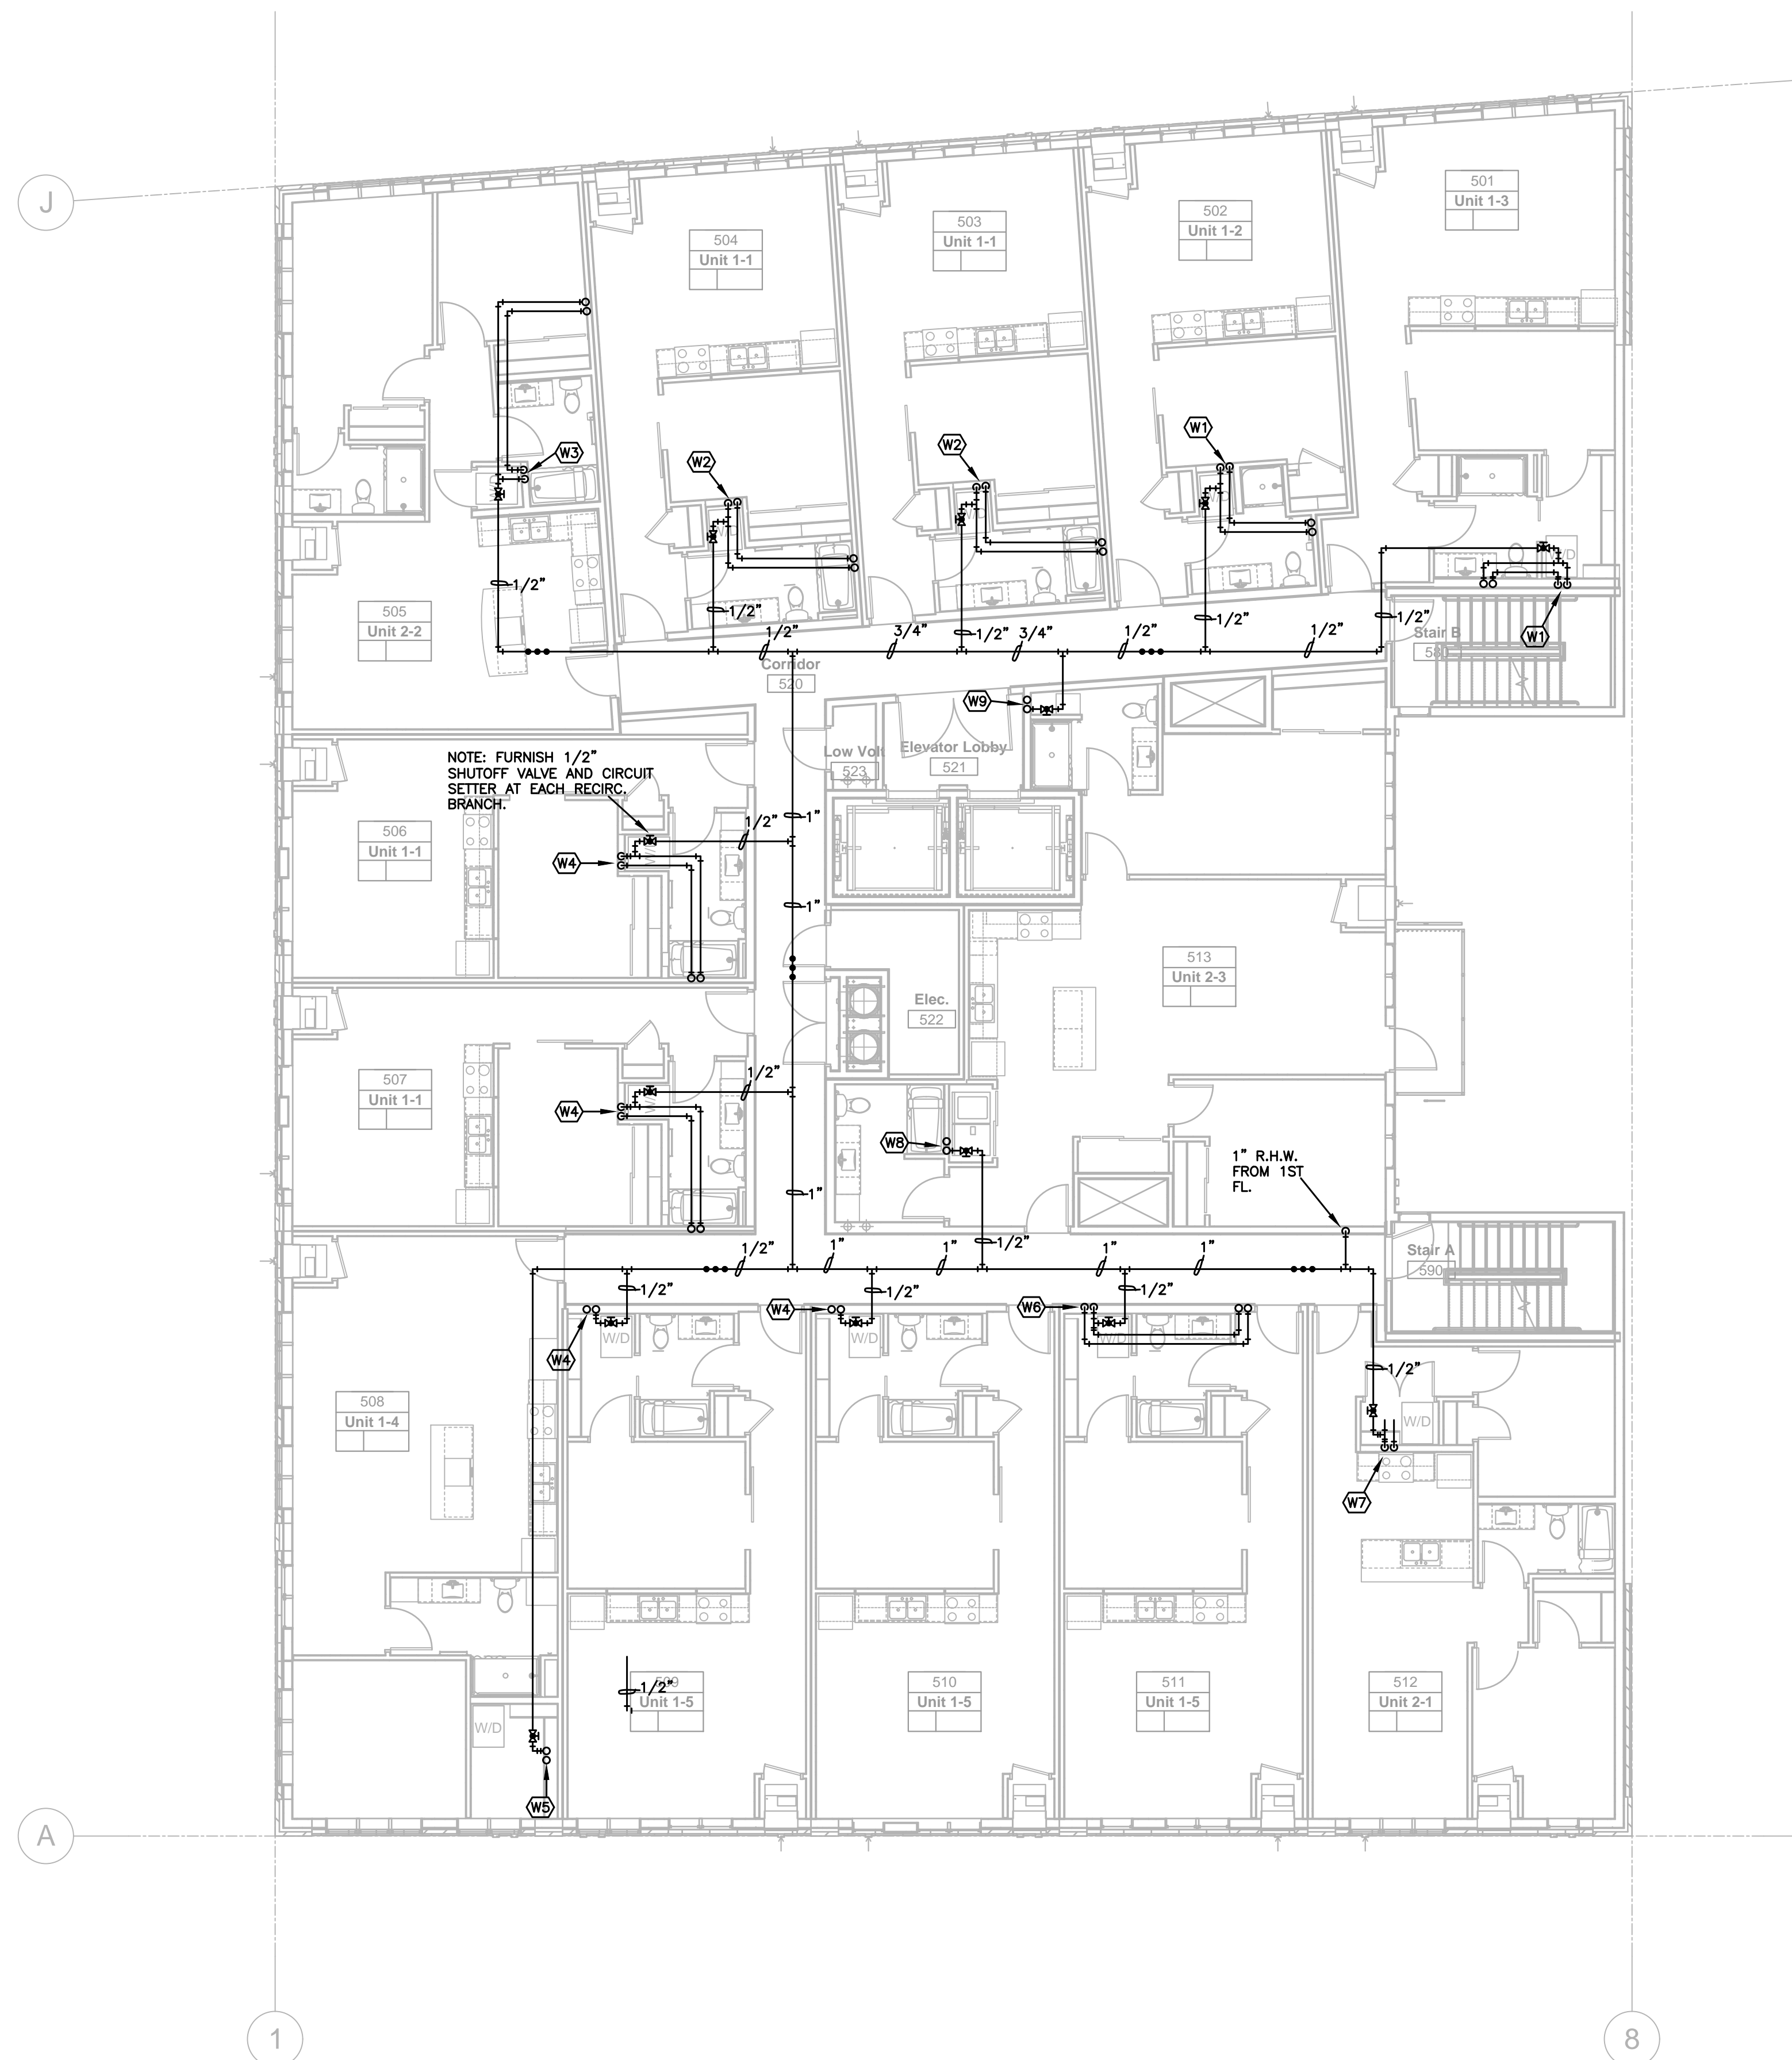 J
501
Unit 1-3
502
Unit 1-2
503
Unit 1-1
504
Unit 1-1
W3
W2
W2
W1
W/D
1/2"
505
Unit 2-2
1/2"
1/2"
3/4"
1/2"
3/4"
1/2"
1/2"
1/2"
1/2"
Stair B
W1
Corridor
520
W9
NOTE: FURNISH 1/2"
SHUTOFF VALVE AND CIRCUIT
SETTER AT EACH RECIRC.
BRANCH.
Low Volt
523
Elevator Lobby
521
1"
1/2"
506
Unit 1-1
W4
W/D
1"
513
Unit 2-3
Elec.
522
507
Unit 1-1
1/2"
W4
W/D
W8
1"
1" R.H.W.
FROM 1ST
FL.
1/2"
1"
1"
1/2"
1"
1"
Stair A
590
1/2"
1/2"
1/2"
W4
W6
W/D
W/D
W/D
W4
1/2"
508
Unit 1-4
W/D
W7
509
Unit 1-5
1/2"
510
Unit 1-5
511
Unit 1-5
512
Unit 2-1
W/D
W5
A
1
8